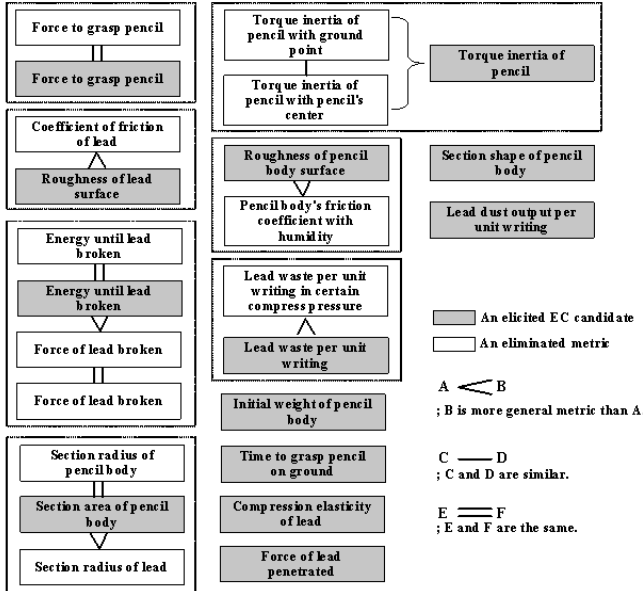 Force to grasp pencil
Force to grasp pencil
Coefficient of friction
of lead
Roughness of lead
surface
Energy until lead
broken
Energy until lead
broken
Force of lead broken
Force of lead broken
Section radius of
pencil body
Section area of pencil
body
Section radius of lead
Torque inertia of
pencil with ground
point
Torque inertia of
pencil with pencil's
center
Torque inertia of
pencil
Roughness of pencil
body surface
Pencil body's friction
coefficient with
humidity
Lead waste per unit
writing in certain
compress pressure
Lead waste per unit
writing
Initial weight of pencil
body
Time to grasp pencil
on ground
Compression elasticity
of lead
Force of lead
penetrated
Section shape of pencil
body
Lead dust output per
unit writing
An elicited EC candidate
An eliminated metric
A B
; B is more general metric than A
C D
; C and D are similar.
E F
; E and F are the same.